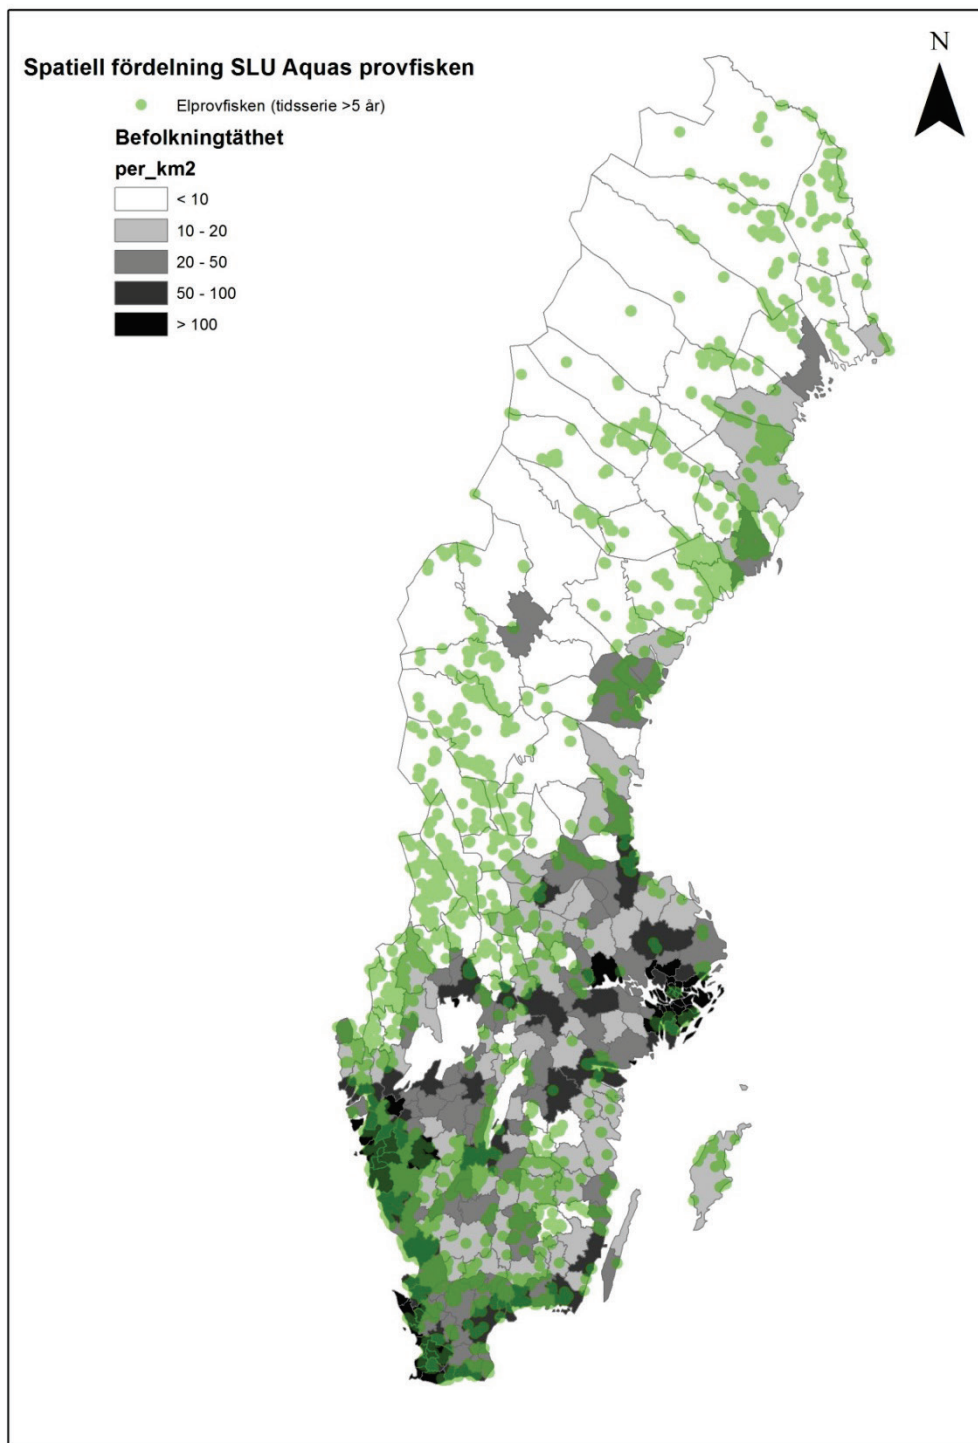 N
Spatiell fördelning SLU Aquas provfisken
Elprovfisken (tidsserie >5 år)
Befolkningtäthet
per_km2
< 10
10 - 20
20 - 50
50 - 100
> 100